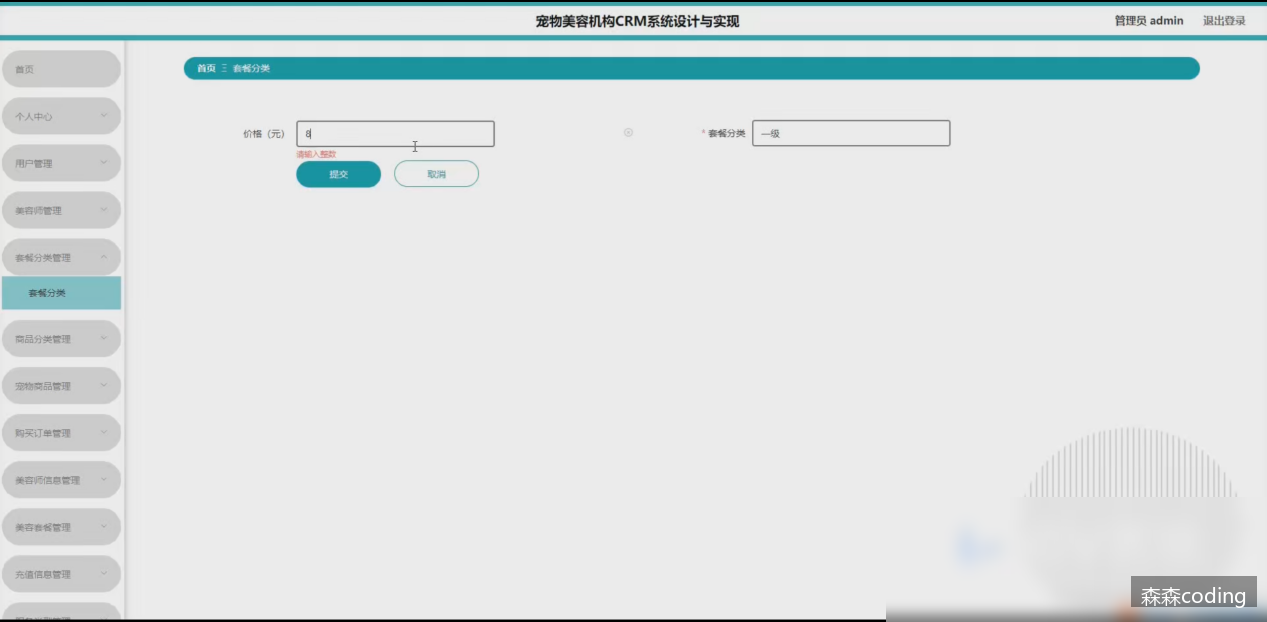 宠物美容机构CRM系统设计与实现
管理员 admin
退出登录
首页
个人中心
用户管理
美容师管理
套餐分类管理
套餐分类
商品分类管理
宠物商品管理
购买订单管理
美容师信息管理
美容套餐管理
充值信息管理
首页 Ξ 套餐分类
价格（元）
8
请输入整数
* 套餐分类
一级
提交
取消
森森coding